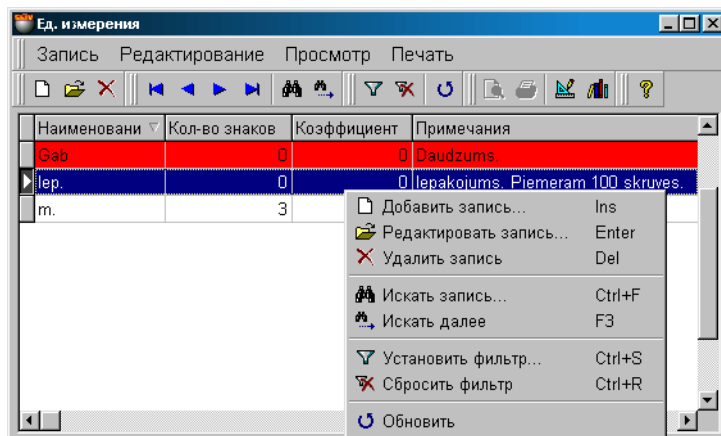 Ед. измерения
Запись Редактирование Просмотр Печать
Наименовани Кол-во знаков Коэффициент Примечания
Gab 0 0 Daudzums.
Iep. 0 0 Iepakojums. Piemeram 100 skruves.
m. 3
Добавить запись... Ins
Редактировать запись... Enter
Удалить запись Del
Искать запись... Ctrl+F
Искать далее F3
Установить фильтр... Ctrl+S
Сбросить фильтр Ctrl+R
Обновить